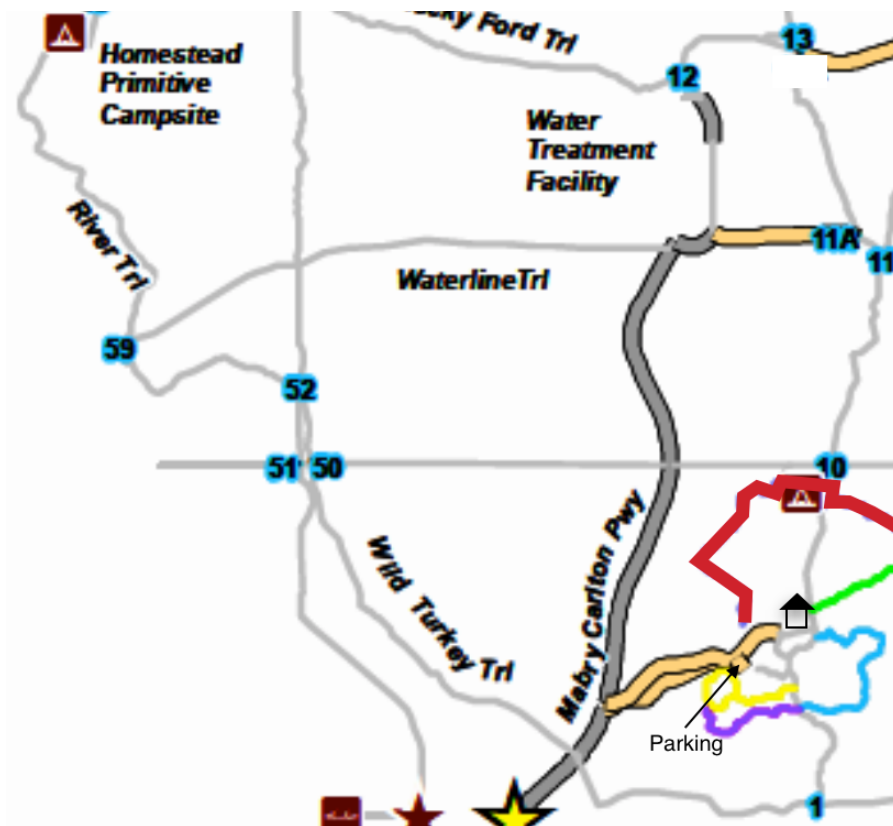 cky Ford Trl
13
Homestead
Primitive
Campsite
12
Water
Treatment
Facility
River Trl
11A
11
WaterlineTrl
59
52
51
50
10
Mabry Carlton Pwy
Wild Turkey Trl
Parking
1